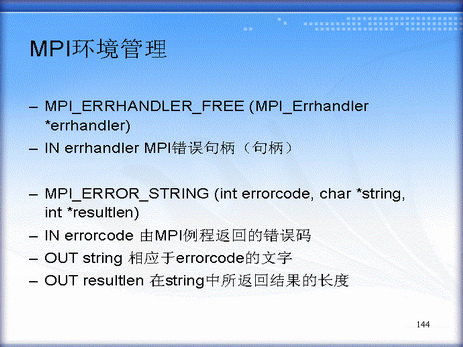 MPI环境管理
– MPI_ERRHANDLER_FREE (MPI_Errhandler
*errhandler)
– IN errhandler MPI错误句柄（句柄）
– MPI_ERROR_STRING (int errorcode, char *string,
int *resultlen)
– IN errorcode 由MPI例程返回的错误码
– OUT string 相应于errorcode的文字
– OUT resultlen 在string中所返回结果的长度
144